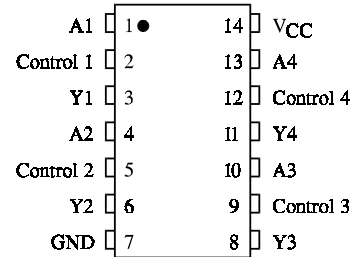 A1 1 14 VCC
Control 1 2 13 A4
Y1 3 12 Control 4
A2 4 11 Y4
Control 2 5 10 A3
Y2 6 9 Control 3
GND 7 8 Y3